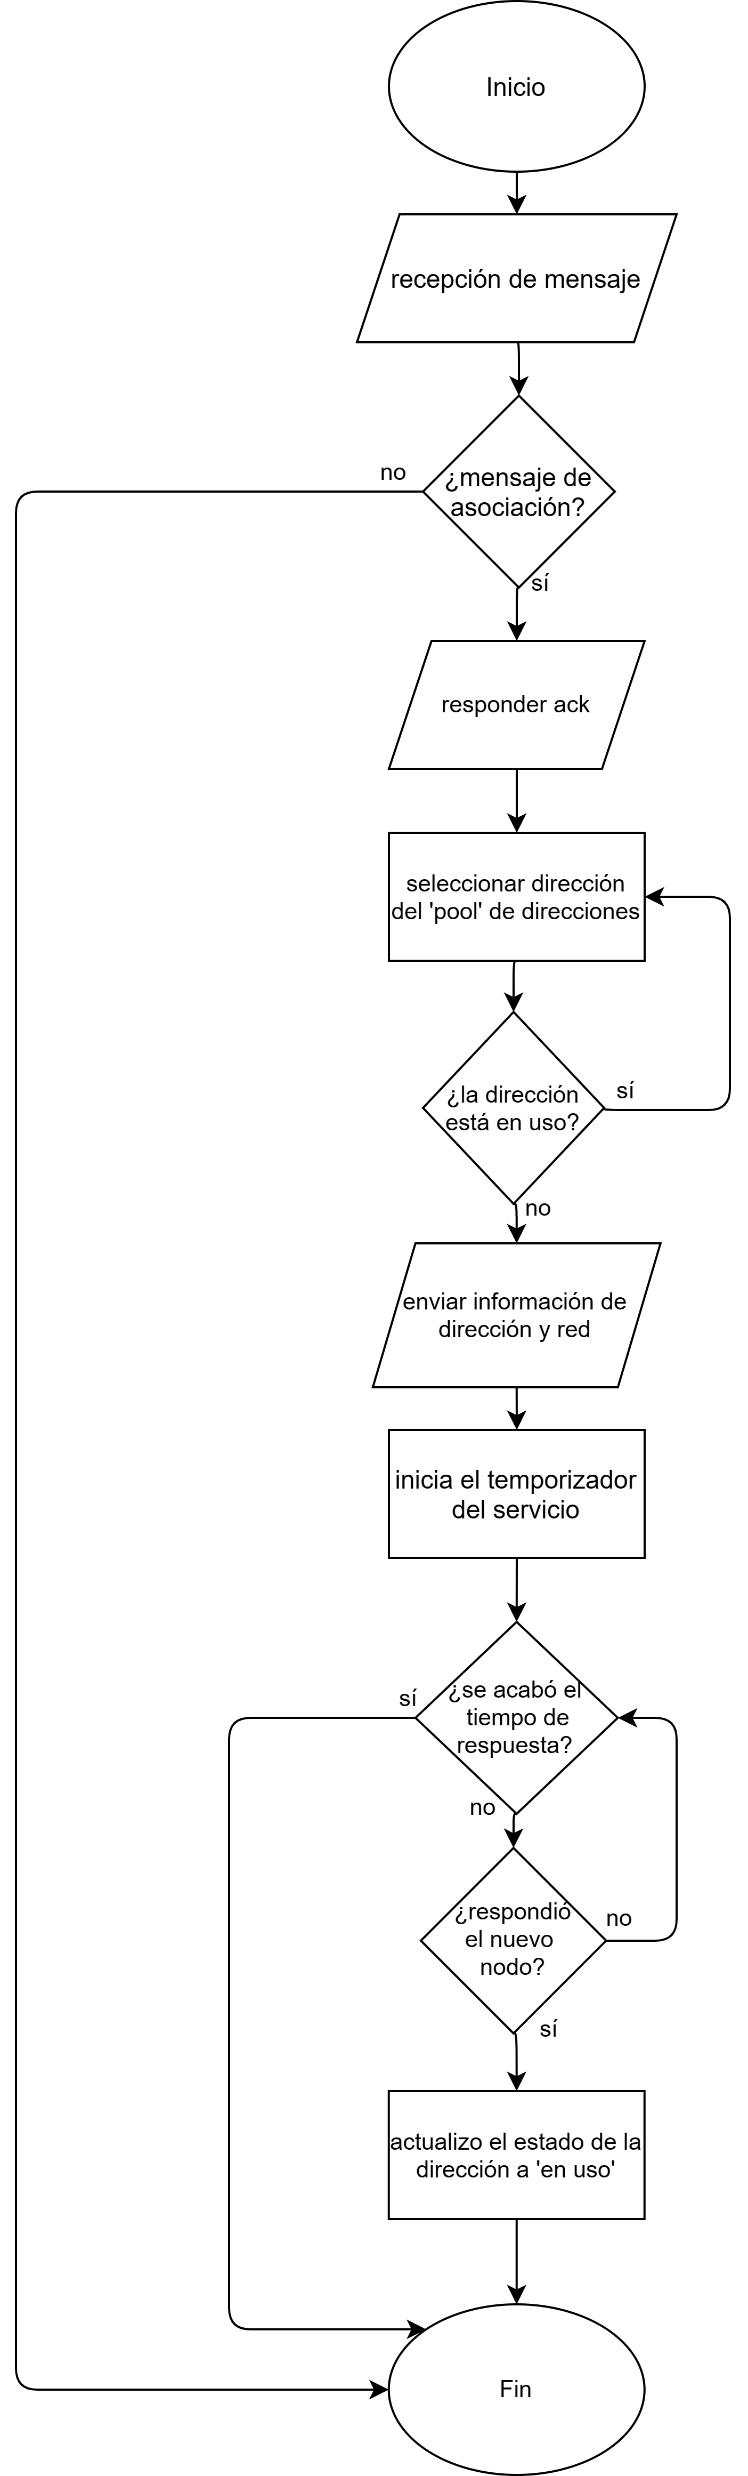 Inicio
recepción de mensaje
no
¿mensaje de
asociación?
sí
responder ack
seleccionar dirección
del 'pool' de direcciones
¿la dirección
está en uso?
sí
no
enviar información de
dirección y red
inicia el temporizador
del servicio
sí
¿se acabó el
tiempo de
respuesta?
no
¿respondió
el nuevo
nodo?
no
sí
actualizo el estado de la
dirección a 'en uso'
Fin